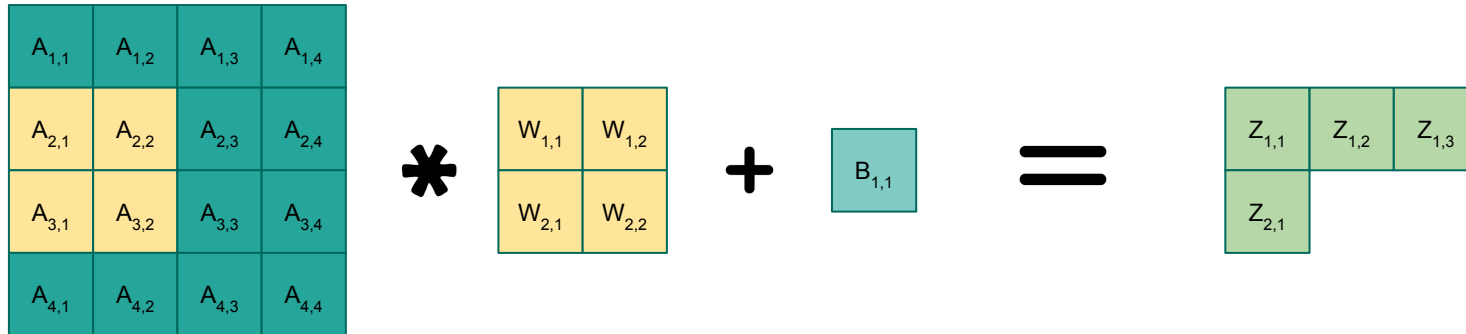 A1,1 A1,2 A1,3 A1,4
A2,1 A2,2 A2,3 A2,4 * W1,1 W1,2 + B1,1 = Z1,1 Z1,2 Z1,3
A3,1 A3,2 A3,3 A3,4 W2,1 W2,2 Z2,1
A4,1 A4,2 A4,3 A4,4